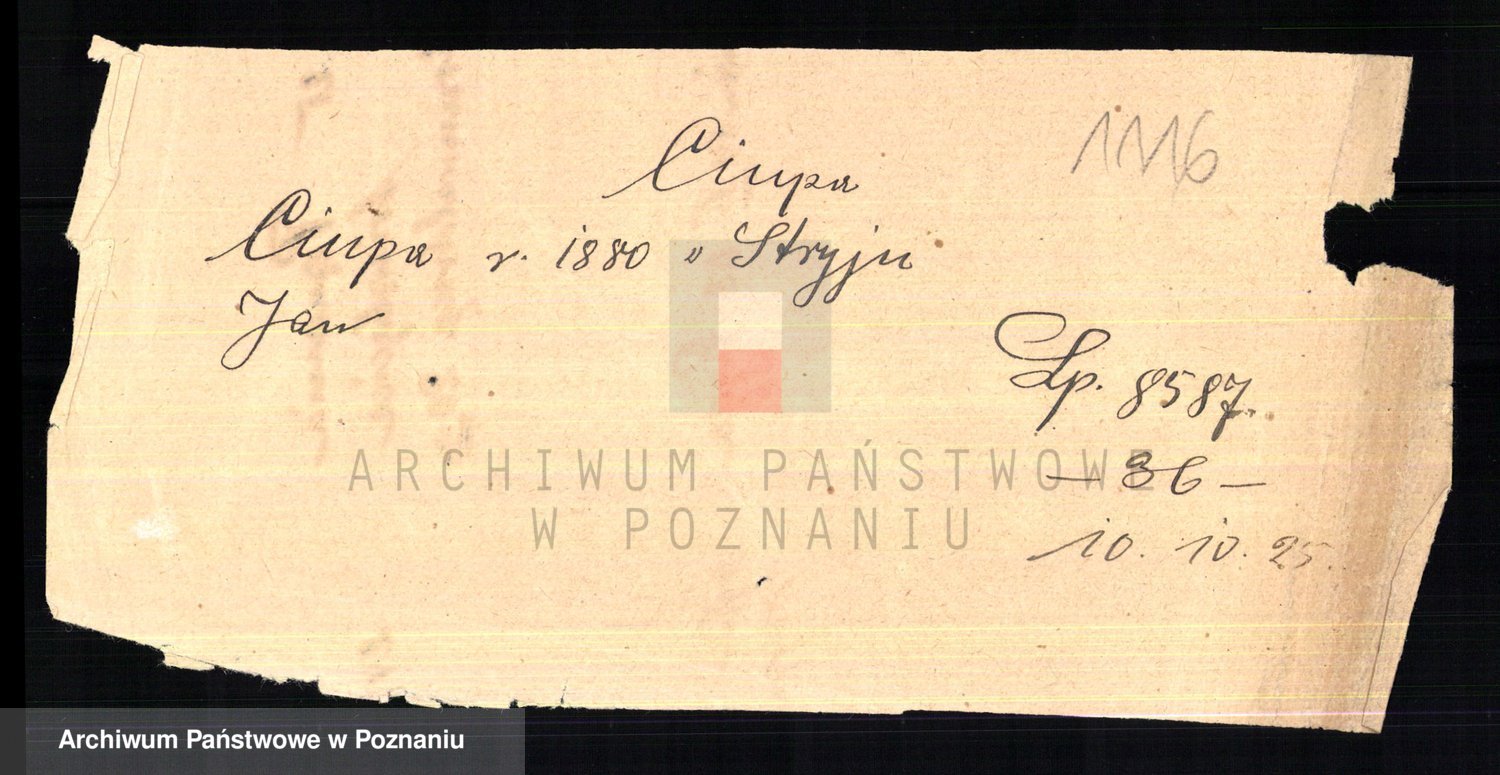 1116
Ciupa
Ciupa r. 1880 v Stryju
Jan
Lp. 8587.
— 36 —
10. 10. 25.
ARCHIWUM PAŃSTWOWE
W POZNANIU
Archiwum Państwowe w Poznaniu